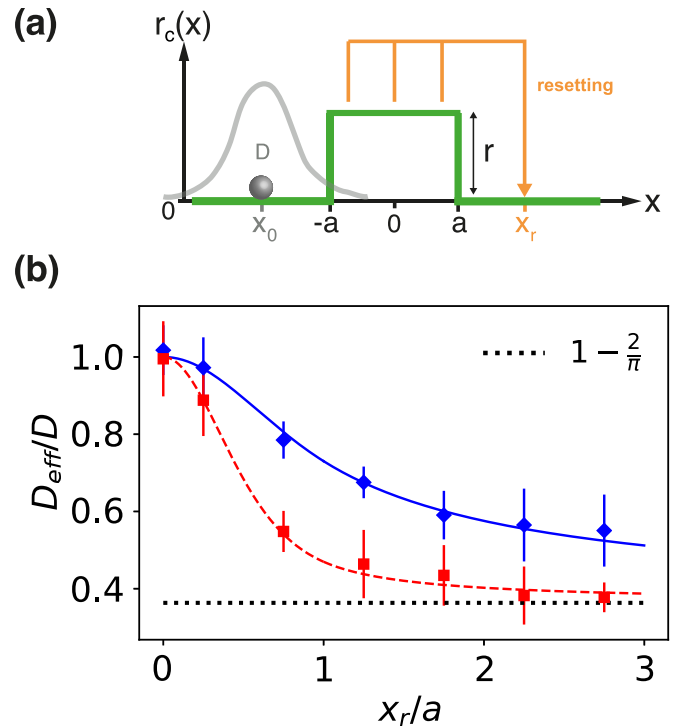 (a)
r_c(x)
resetting
D
r
0
x_0
-a
0
a
x_r
x
(b)
1 − 2/π
D_eff/D
1.0
0.8
0.6
0.4
0
1
2
3
x_r/a